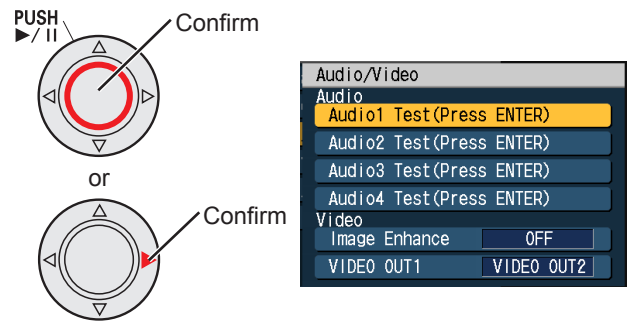 PUSH
▶/II
Confirm
or
Confirm
Audio/Video
Audio
Audio1 Test(Press ENTER)
Audio2 Test(Press ENTER)
Audio3 Test(Press ENTER)
Audio4 Test(Press ENTER)
Video
Image Enhance OFF
VIDEO OUT1 VIDEO OUT2